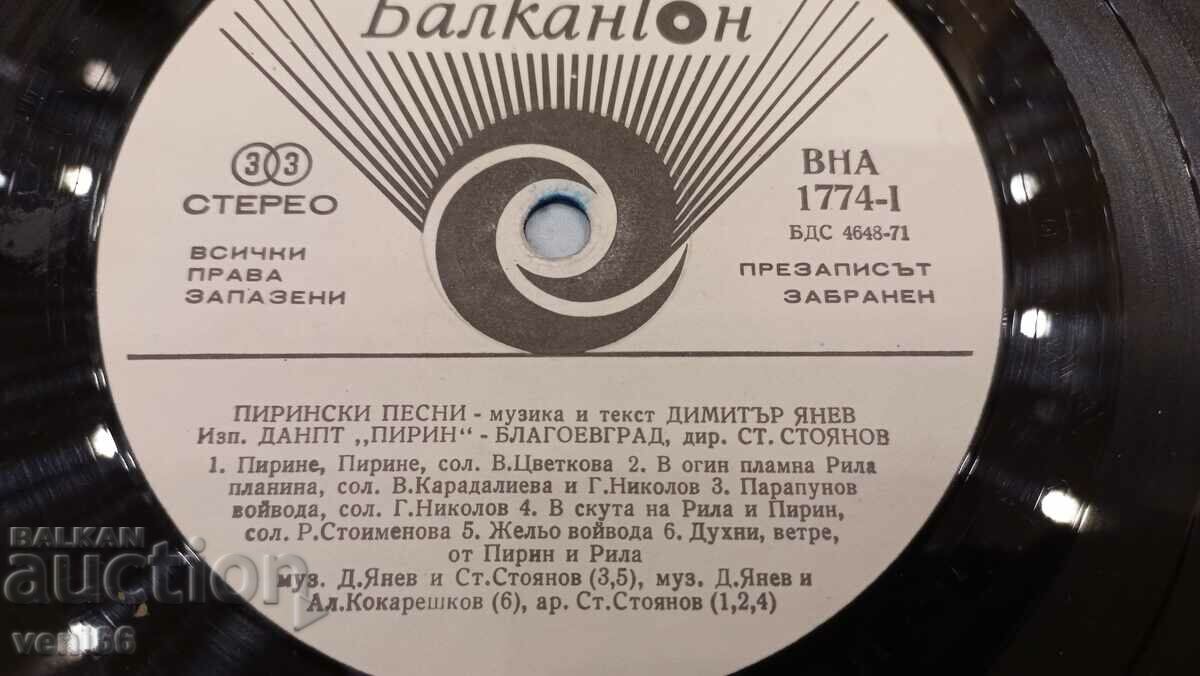 Балкантон
33
СТЕРЕО
ВСИЧКИ
ПРАВА
ЗАПАЗЕНИ
ВНА
1774-I
БДС 4648-71
ПРЕЗАПИСЪТ
ЗАБРАНЕН
ПИРИНСКИ ПЕСНИ - музика и текст ДИМИТЪР ЯНЕВ
Изп. ДАНПТ „ПИРИН“ - БЛАГОЕВГРАД, дир. СТ. СТОЯНОВ
1. Пирине, Пирине, сол. В.Цветкова 2. В огин пламна Рила
планина, сол. В.Карадалиева и Г.Николов 3. Парапунов
войвода, сол. Г.Николов 4. В скута на Рила и Пирин,
сол. Р.Стоименова 5. Жельо войвода 6. Духни, ветре,
от Пирин и Рила
муз. Д.Янев и Ст.Стоянов (3,5), муз. Д.Янев и
Ал.Кокарешков (6), ар. Ст.Стоянов (1,2,4)
BALKAN
auction
veni66